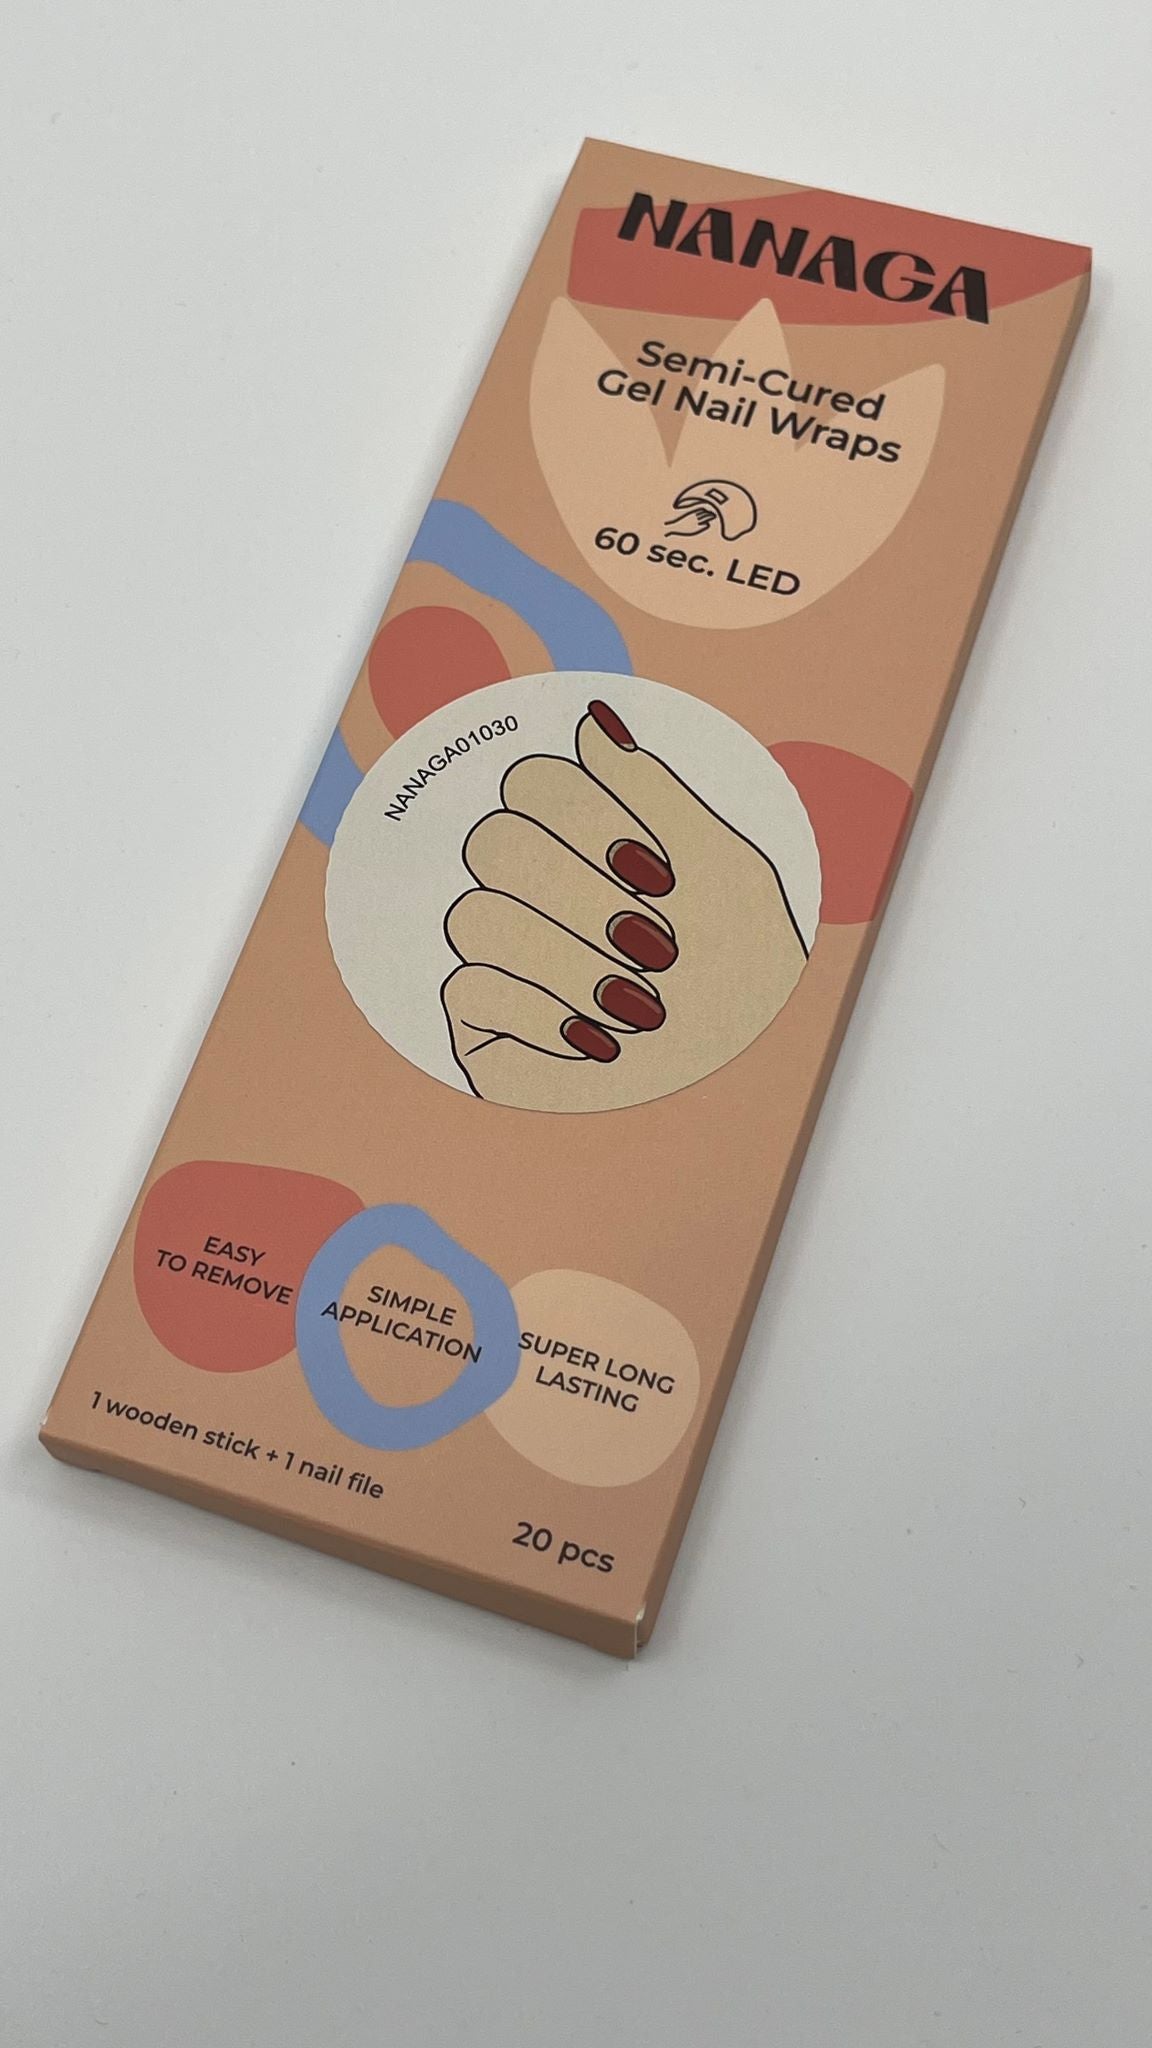 NANAGA
Semi-Cured
Gel Nail Wraps
60 sec. LED
NANAGA01030
EASY
TO REMOVE
SIMPLE
APPLICATION
SUPER LONG
LASTING
1 wooden stick + 1 nail file
20 pcs